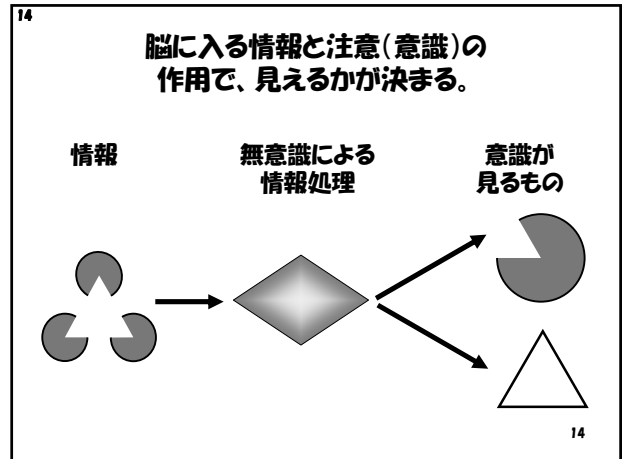 14
脳に入る情報と注意（意識）の
作用で、見えるかが決まる。
情報
無意識による
情報処理
意識が
見るもの
14